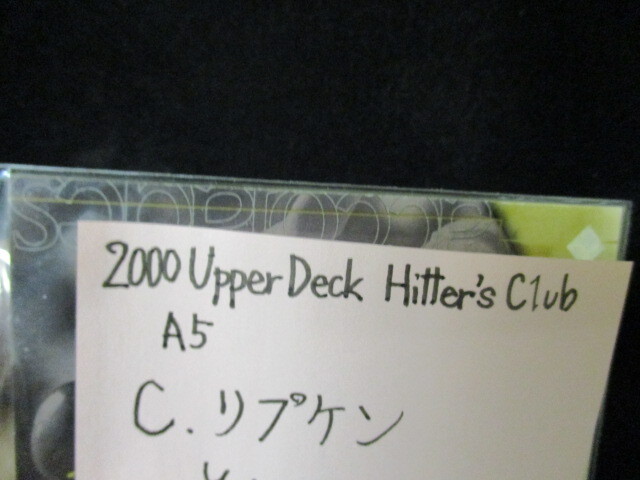 2000 Upper Deck Hitter's Club
A5
C. リプケン